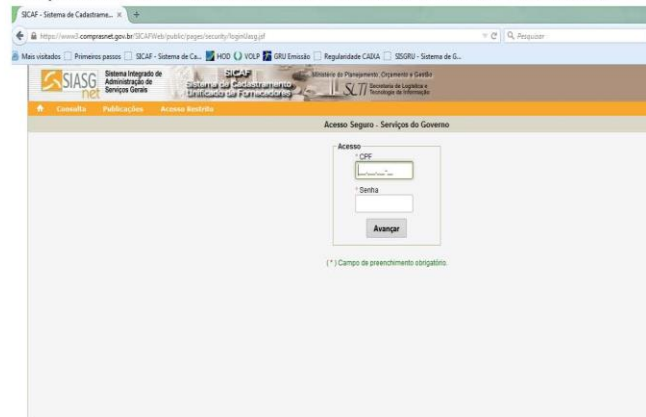 SICAF - Sistema de Cadastrame... × +
https://www3.comprasnet.gov.br/SICAFWeb/public/pages/security/loginUasg.jsf
Pesquisar
Mais visitados Primeiros passos SICAF - Sistema de Ca... HOD VOLP GRU Emissão Regularidade CAIXA SISGRU - Sistema de G...
SIASG net
Sistema Integrado de
Administração de
Serviços Gerais
SICAF
Sistema de Cadastramento
Unificado de Fornecedores
Ministério do Planejamento, Orçamento e Gestão
SLTI Secretaria de Logística e
Tecnologia da Informação
Consulta Publicações Acesso Restrito
Acesso Seguro - Serviços do Governo
Acesso
* CPF
* Senha
Avançar
( * ) Campo de preenchimento obrigatório.